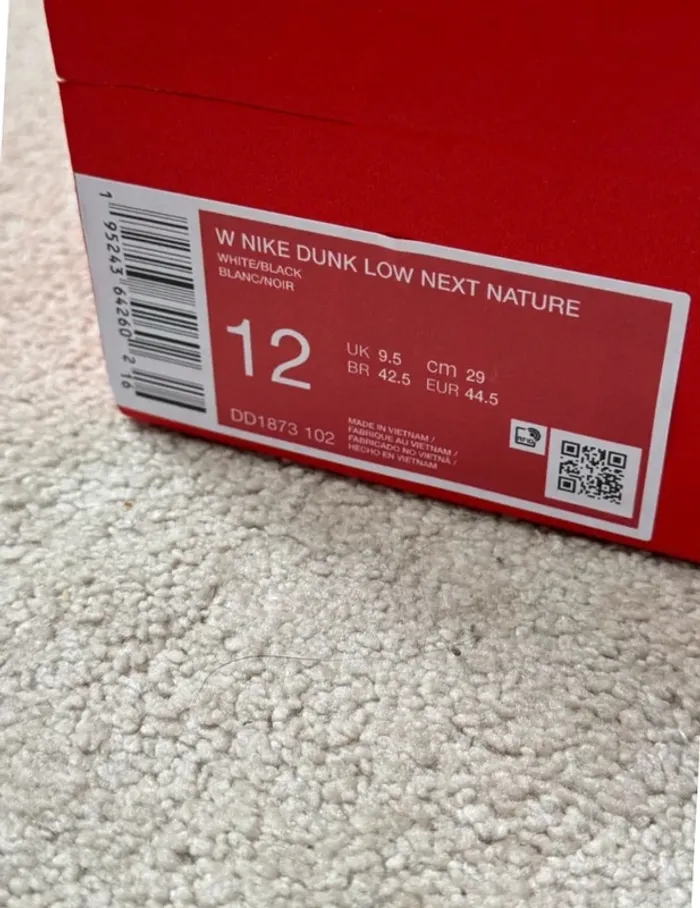 1 95243 64260 2 16
W NIKE DUNK LOW NEXT NATURE
WHITE/BLACK
BLANC/NOIR
12
UK 9.5 cm 29
BR 42.5 EUR 44.5
DD1873 102
MADE IN VIETNAM /
FABRIQUE AU VIETNAM /
FABRICADO NO VIETNÃ /
HECHO EN VIETNAM
RFID